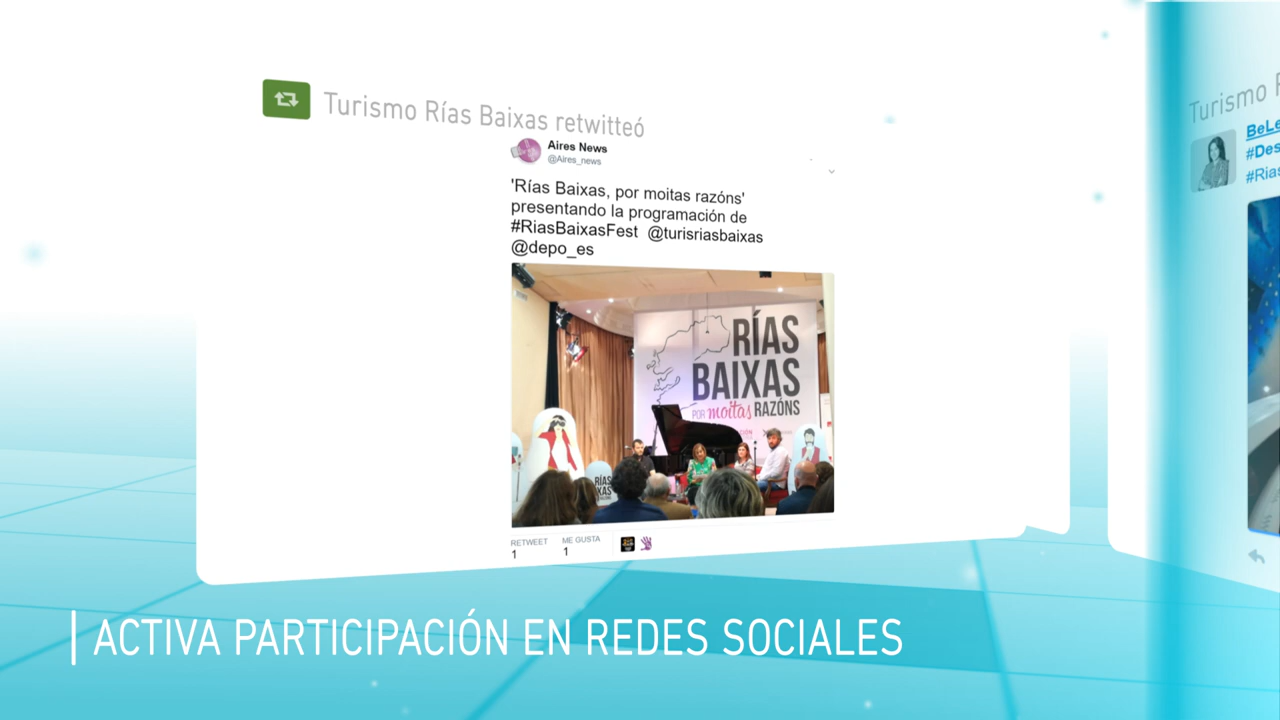 Turismo Rías Baixas retwitteó
Aires News
@Aires_news
'Rías Baixas, por moitas razóns'
presentando la programación de
#RiasBaixasFest @turisriasbaixas
@depo_es
RÍAS
BAIXAS
POR moitas RAZÓNS
RÍAS
RETWEET
1
ME GUSTA
1
Turismo
BeLe
#Des
#Rias
ACTIVA PARTICIPACIÓN EN REDES SOCIALES